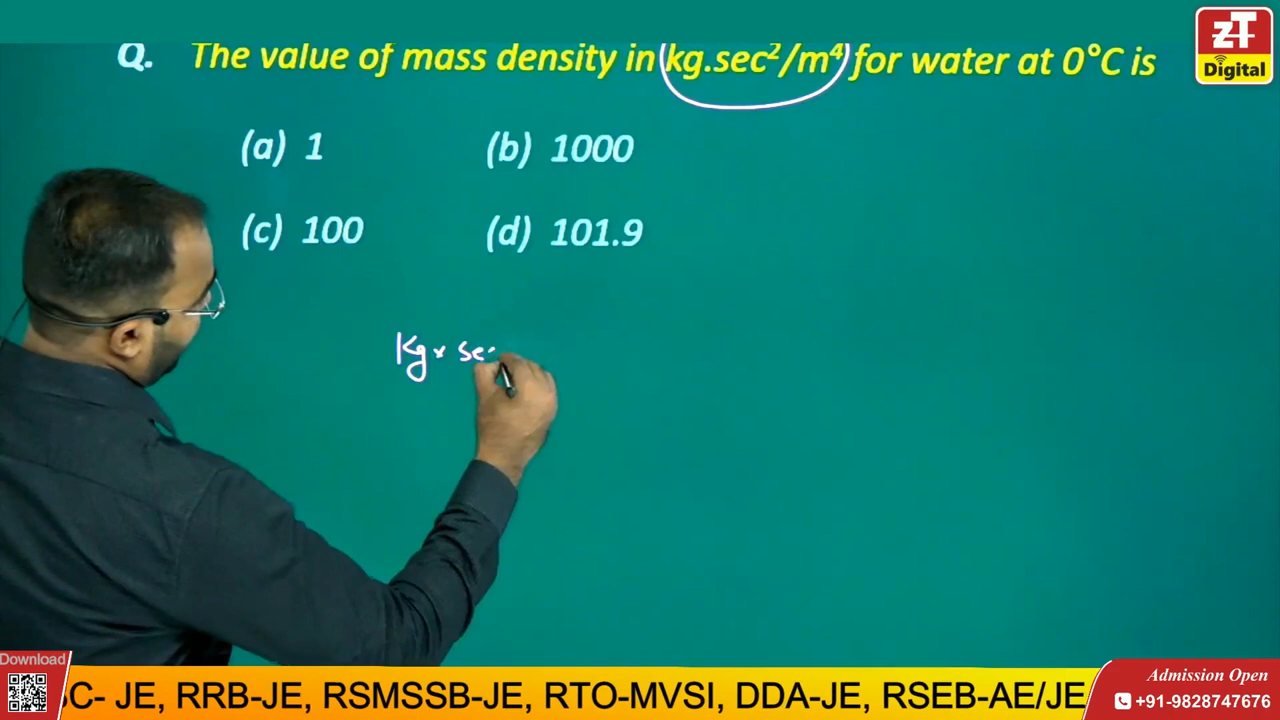 Q. The value of mass density in kg.sec²/m⁴ for water at 0°C is
(a) 1 (b) 1000
(c) 100 (d) 101.9
Kg × sec
ZT Digital
Download
C- JE, RRB-JE, RSMSSB-JE, RTO-MVSI, DDA-JE, RSEB-AE/JE
Admission Open
+91-9828747676